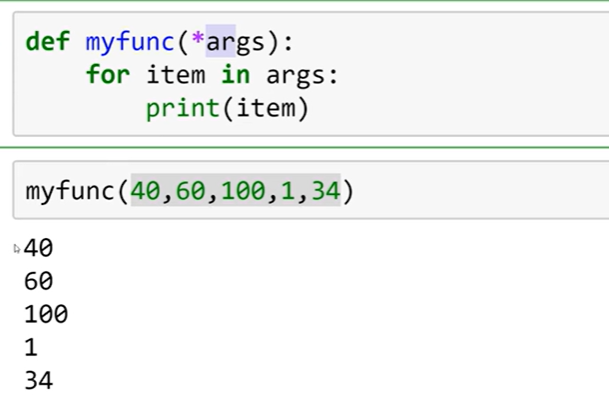 def myfunc(*args):
    for item in args:
        print(item)
myfunc(40,60,100,1,34)
40
60
100
1
34